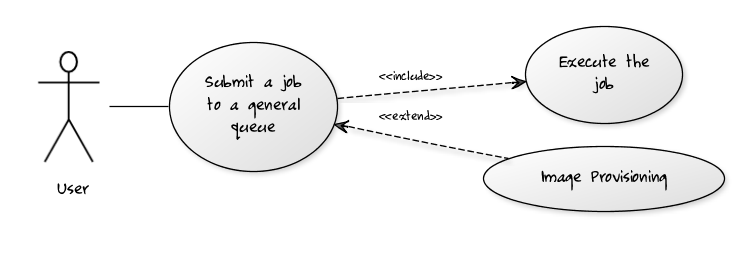 Submit a job
to a general
queue
<<include>>
Execute the
job
<<extend>>
Image Provisioning
User